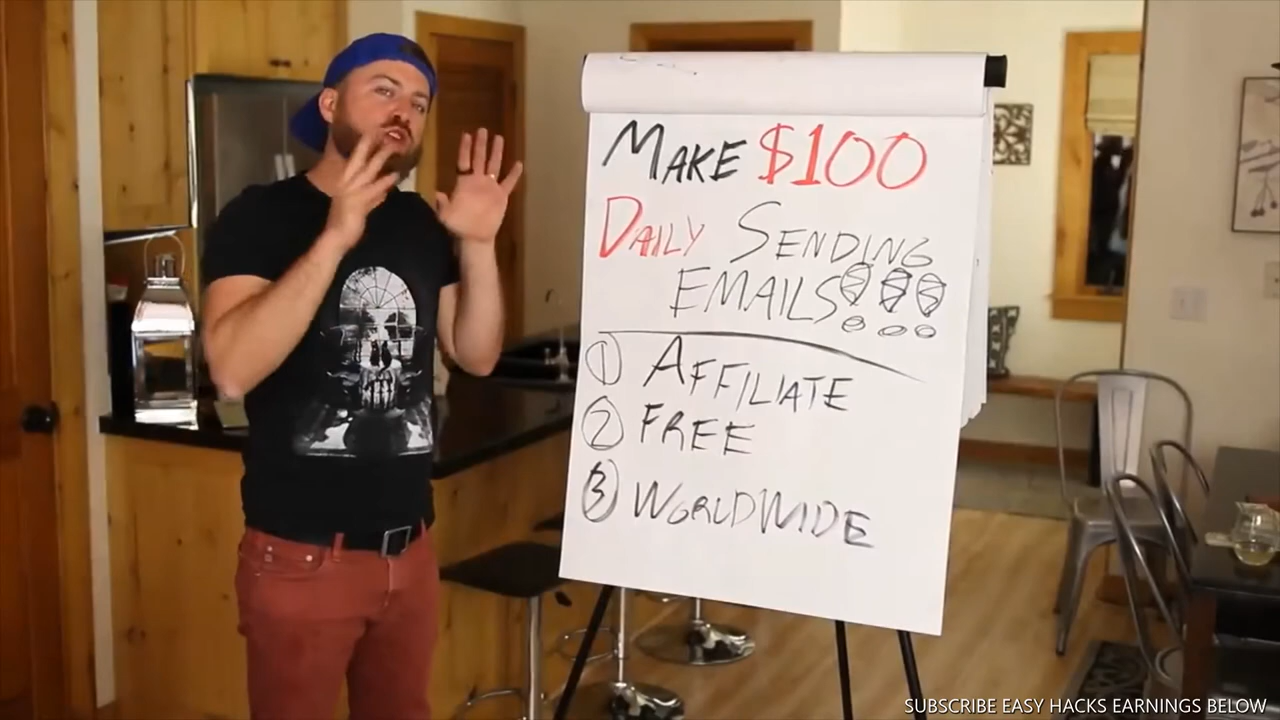 MAKE $100
DAILY SENDING
EMAILS!!!
1 AFFILIATE
2 FREE
3 WORLDWIDE
SUBSCRIBE EASY HACKS EARNINGS BELOW